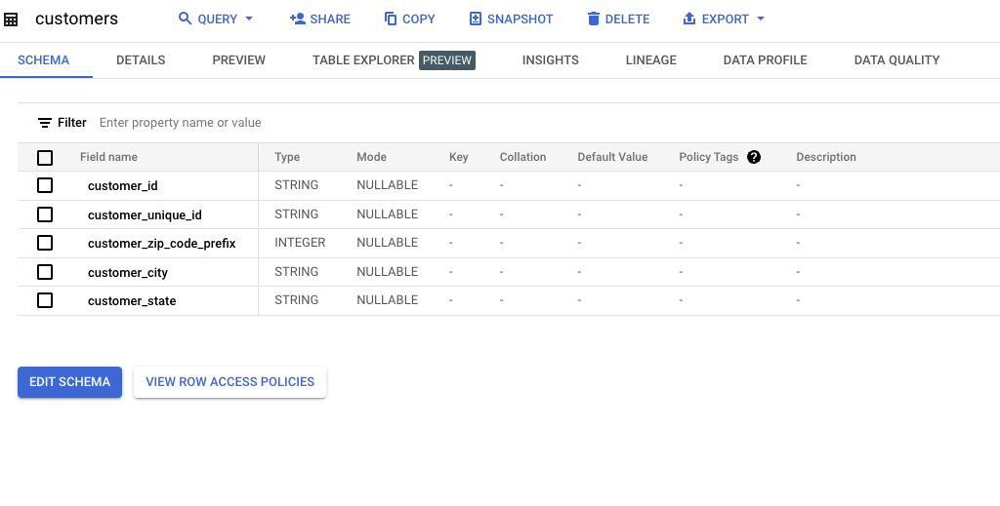 customers QUERY SHARE COPY SNAPSHOT DELETE EXPORT
SCHEMA DETAILS PREVIEW TABLE EXPLORER PREVIEW INSIGHTS LINEAGE DATA PROFILE DATA QUALITY
Filter Enter property name or value
Field name Type Mode Key Collation Default Value Policy Tags ? Description
customer_id STRING NULLABLE - - - - -
customer_unique_id STRING NULLABLE - - - - -
customer_zip_code_prefix INTEGER NULLABLE - - - - -
customer_city STRING NULLABLE - - - - -
customer_state STRING NULLABLE - - - - -
EDIT SCHEMA VIEW ROW ACCESS POLICIES